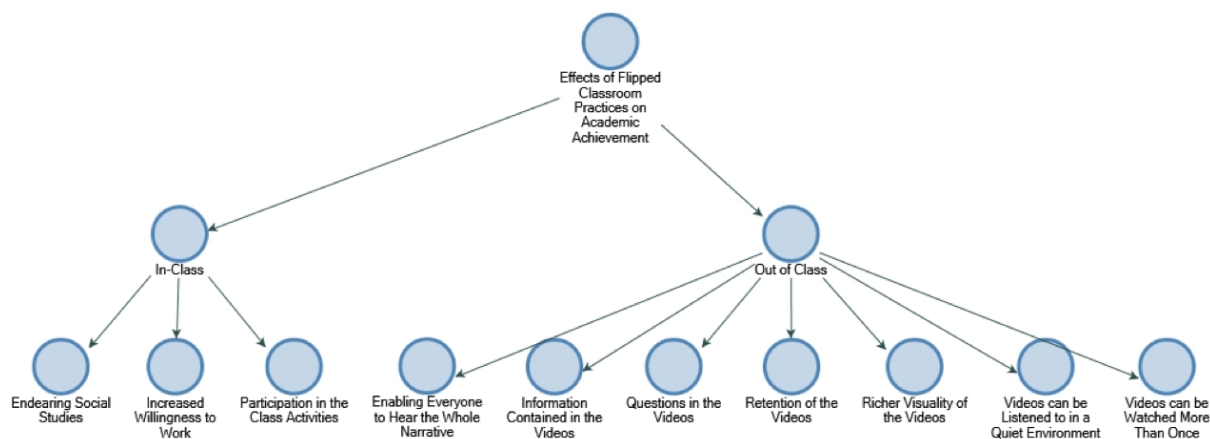 Effects of Flipped
Classroom
Practices on
Academic
Achievement
In-Class
Out of Class
Endearing Social
Studies
Increased
Willingness to
Work
Participation in the
Class Activities
Enabling Everyone
to Hear the Whole
Narrative
Information
Contained in the
Videos
Questions in the
Videos
Retention of the
Videos
Richer Visuality of
the Videos
Videos can be
Listened to in a
Quiet Environment
Videos can be
Watched More
Than Once